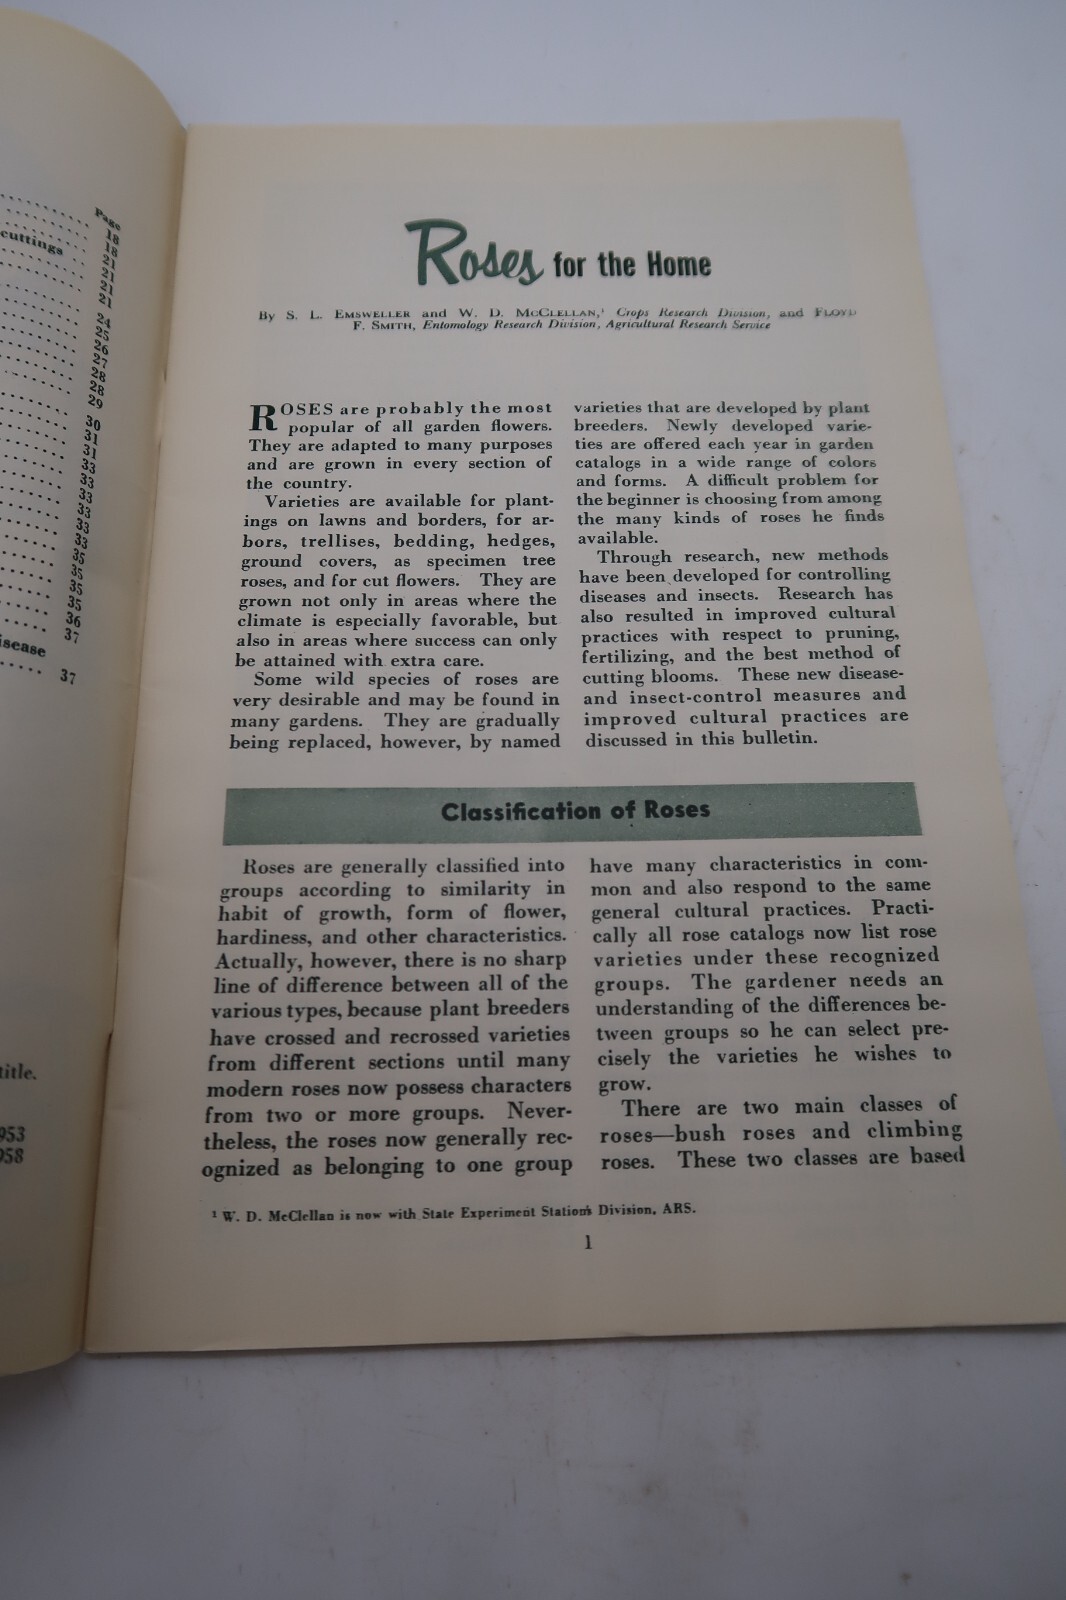 Page
18
18
cuttings
21
21
21
24
25
26
27
28
28
29
30
31
31
33
33
33
33
33
35
35
35
35
36
37
isease
37
title.
953
958
Roses for the Home
By S. L. EMSWELLER and W. D. MCCLELLAN,¹ Crops Research Division, and FLOYD
F. SMITH, Entomology Research Division, Agricultural Research Service
ROSES are probably the most
popular of all garden flowers.
They are adapted to many purposes
and are grown in every section of
the country.
Varieties are available for plant-
ings on lawns and borders, for ar-
bors, trellises, bedding, hedges,
ground covers, as specimen tree
roses, and for cut flowers. They are
grown not only in areas where the
climate is especially favorable, but
also in areas where success can only
be attained with extra care.
Some wild species of roses are
very desirable and may be found in
many gardens. They are gradually
being replaced, however, by named
varieties that are developed by plant
breeders. Newly developed varie-
ties are offered each year in garden
catalogs in a wide range of colors
and forms. A difficult problem for
the beginner is choosing from among
the many kinds of roses he finds
available.
Through research, new methods
have been developed for controlling
diseases and insects. Research has
also resulted in improved cultural
practices with respect to pruning,
fertilizing, and the best method of
cutting blooms. These new disease-
and insect-control measures and
improved cultural practices are
discussed in this bulletin.
Classification of Roses
Roses are generally classified into
groups according to similarity in
habit of growth, form of flower,
hardiness, and other characteristics.
Actually, however, there is no sharp
line of difference between all of the
various types, because plant breeders
have crossed and recrossed varieties
from different sections until many
modern roses now possess characters
from two or more groups. Never-
theless, the roses now generally rec-
ognized as belonging to one group
have many characteristics in com-
mon and also respond to the same
general cultural practices. Practi-
cally all rose catalogs now list rose
varieties under these recognized
groups. The gardener needs an
understanding of the differences be-
tween groups so he can select pre-
cisely the varieties he wishes to
grow.
There are two main classes of
roses—bush roses and climbing
roses. These two classes are based
¹ W. D. McClellan is now with State Experiment Stations Division, ARS.
1